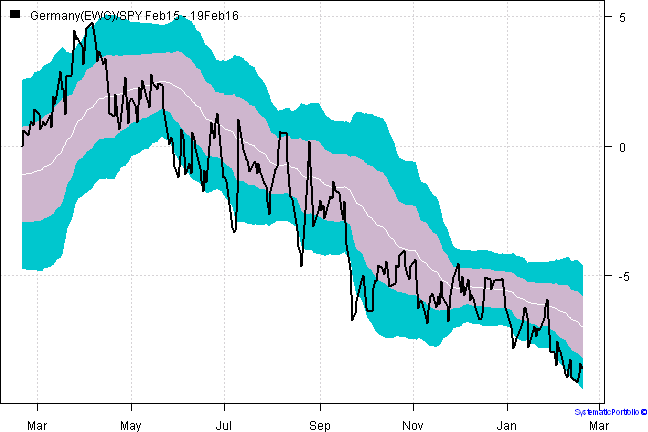 Germany(EWG)/SPY Feb15 - 19Feb16
5
0
-5
SystematicPortfolio ©
Mar May Jul Sep Nov Jan Mar